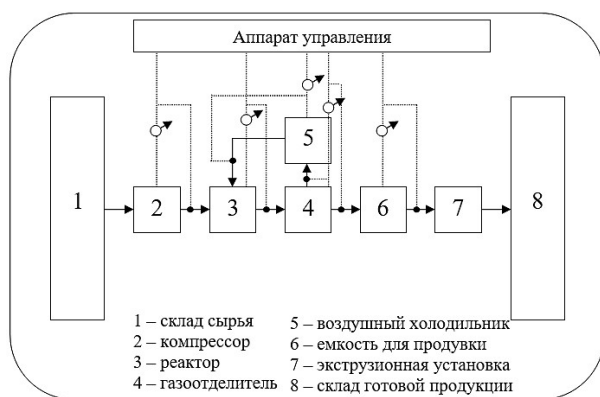 Аппарат управления
5
1
2
3
4
6
7
8
1 – склад сырья
2 – компрессор
3 – реактор
4 – газоотделитель
5 – воздушный холодильник
6 – емкость для продувки
7 – экструзионная установка
8 – склад готовой продукции